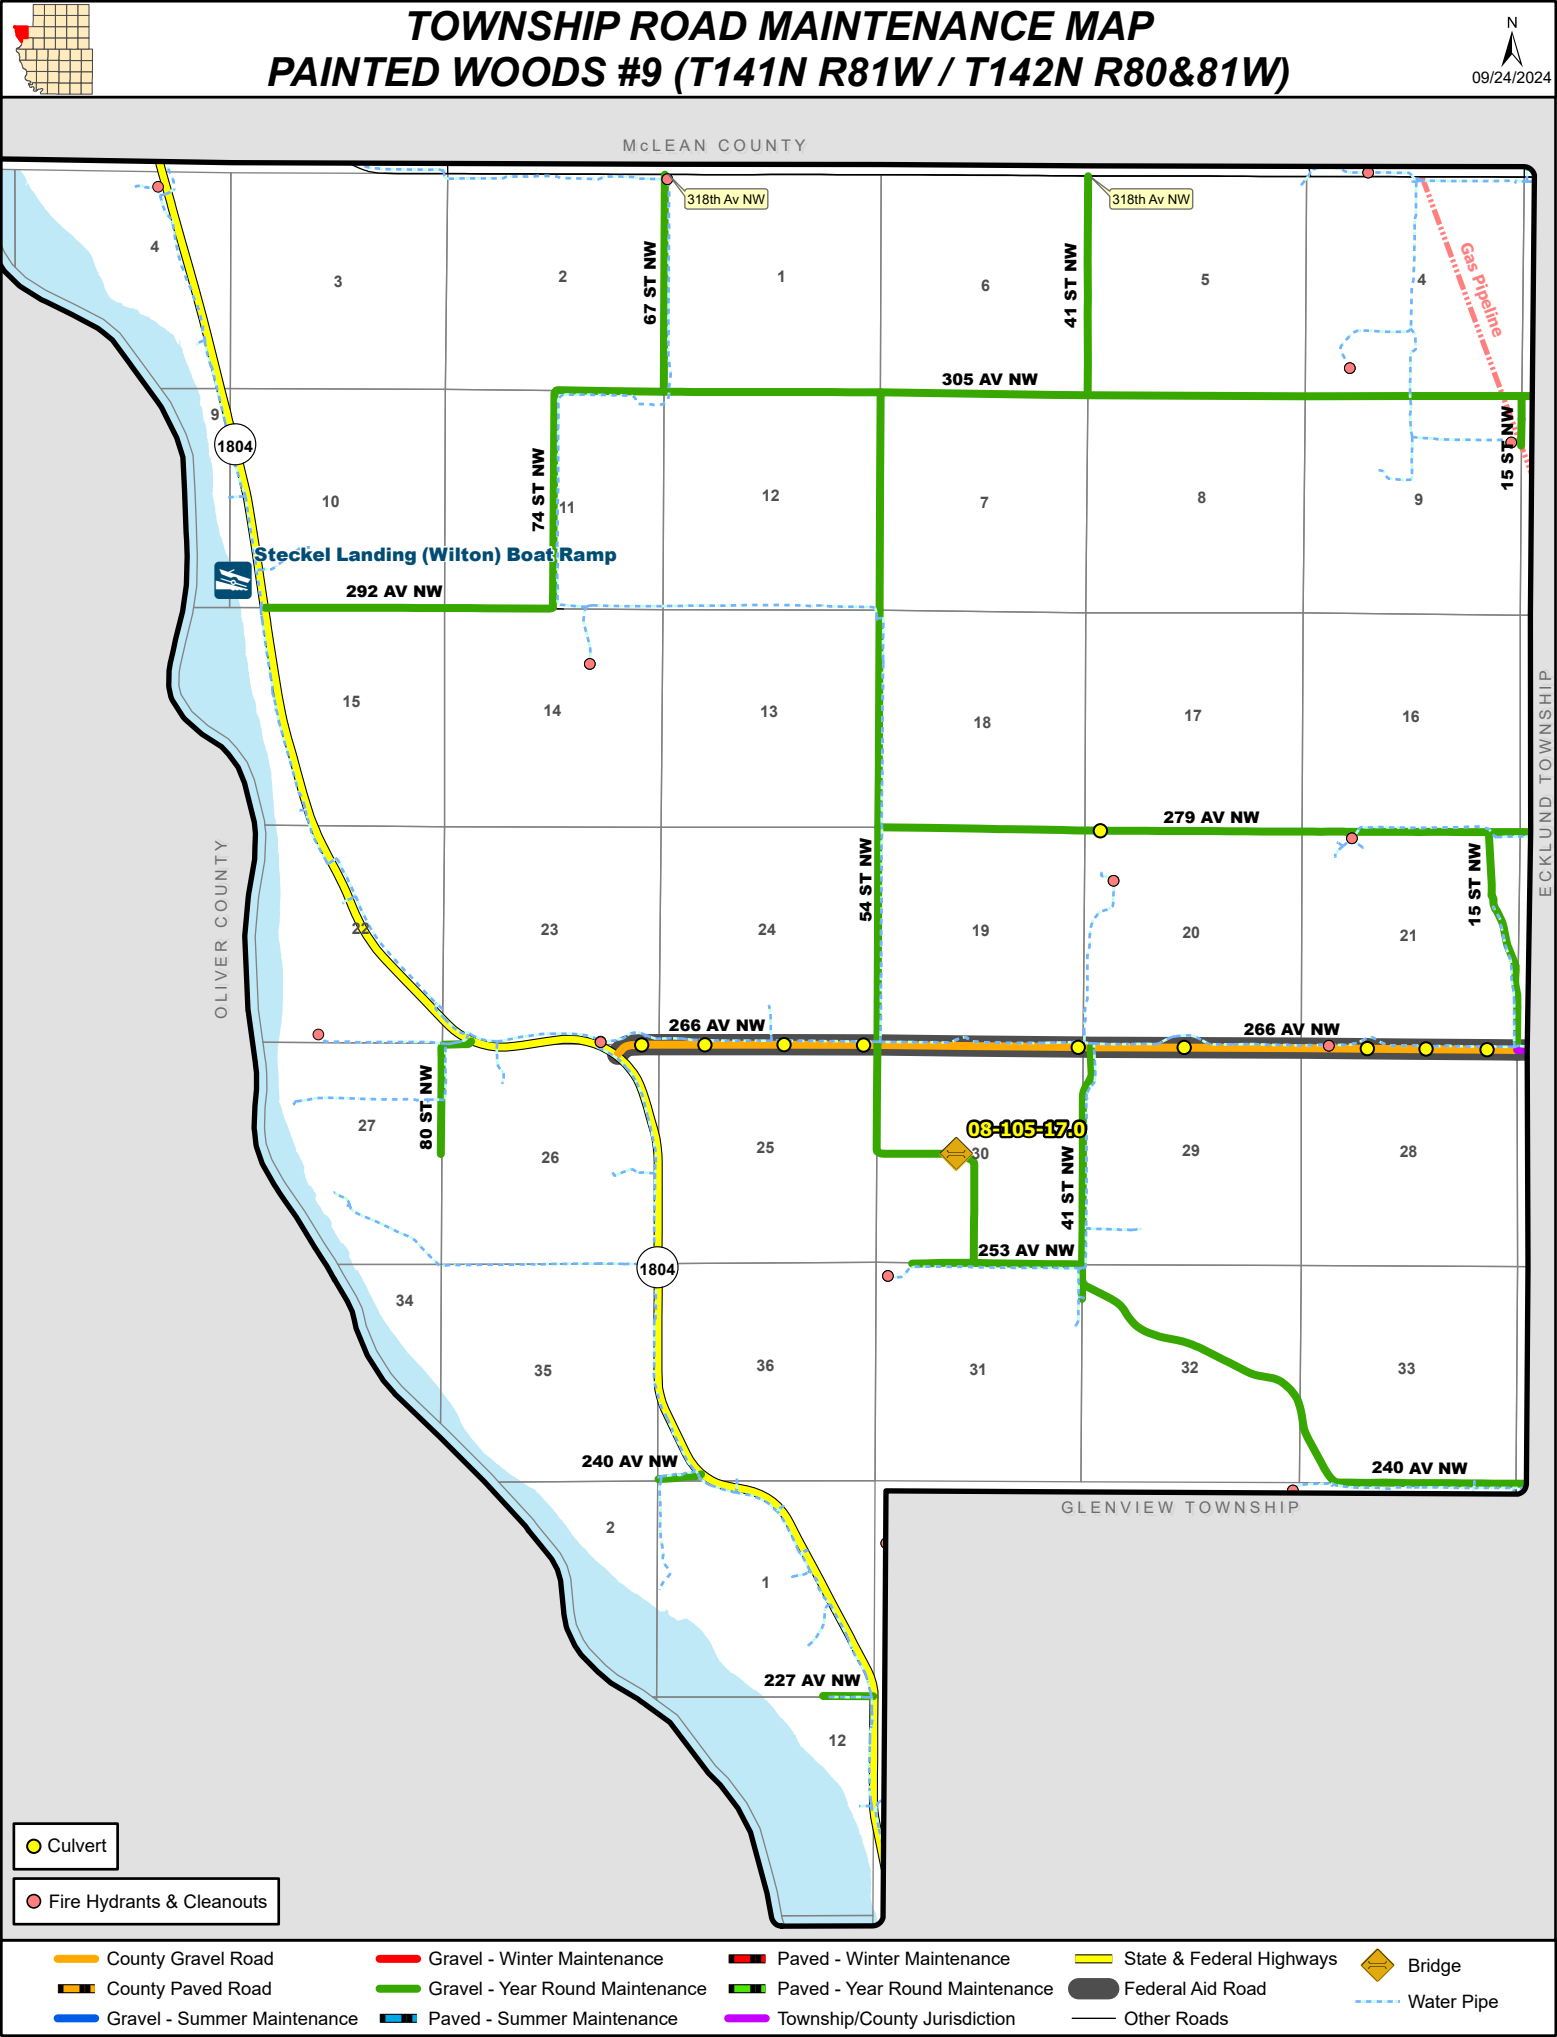 TOWNSHIP ROAD MAINTENANCE MAP
PAINTED WOODS #9 (T141N R81W / T142N R80&81W)
N
09/24/2024
McLEAN COUNTY
318th Av NW
318th Av NW
67 ST NW
41 ST NW
Gas Pipeline
4
3
2
1
6
5
4
305 AV NW
9
1804
15 ST NW
74 ST NW
10
11
12
7
8
9
Steckel Landing (Wilton) Boat Ramp
292 AV NW
15
14
13
18
17
16
ECKLUND TOWNSHIP
279 AV NW
OLIVER COUNTY
54 ST NW
15 ST NW
22
23
24
19
20
21
266 AV NW
266 AV NW
80 ST NW
27
26
25
08-105-17.0
30
29
28
41 ST NW
253 AV NW
1804
34
35
36
31
32
33
240 AV NW
240 AV NW
GLENVIEW TOWNSHIP
2
1
227 AV NW
12
Culvert
Fire Hydrants & Cleanouts
County Gravel Road
Gravel - Winter Maintenance
Paved - Winter Maintenance
State & Federal Highways
Bridge
County Paved Road
Gravel - Year Round Maintenance
Paved - Year Round Maintenance
Federal Aid Road
Water Pipe
Gravel - Summer Maintenance
Paved - Summer Maintenance
Township/County Jurisdiction
Other Roads